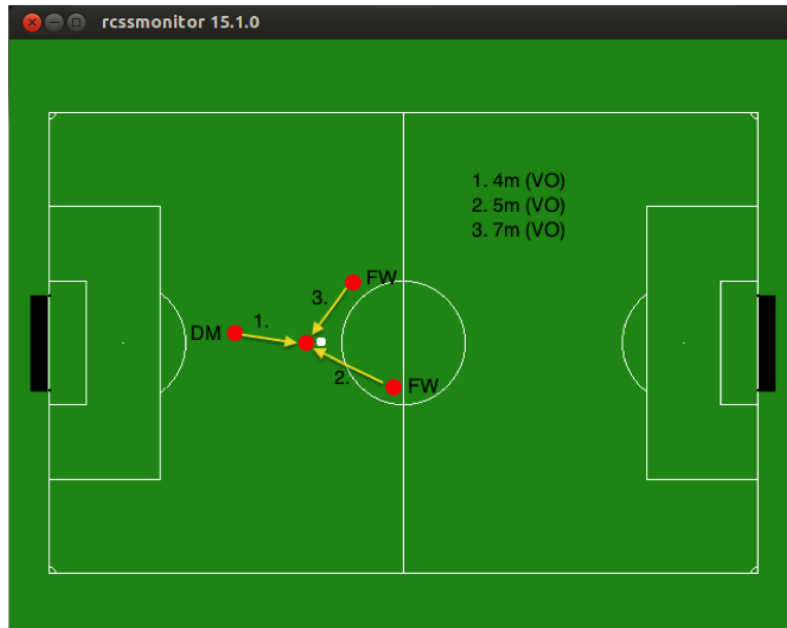 rcssmonitor 15.1.0
1. 4m (VO)
2. 5m (VO)
3. 7m (VO)
FW
3.
1.
DM
2.
FW